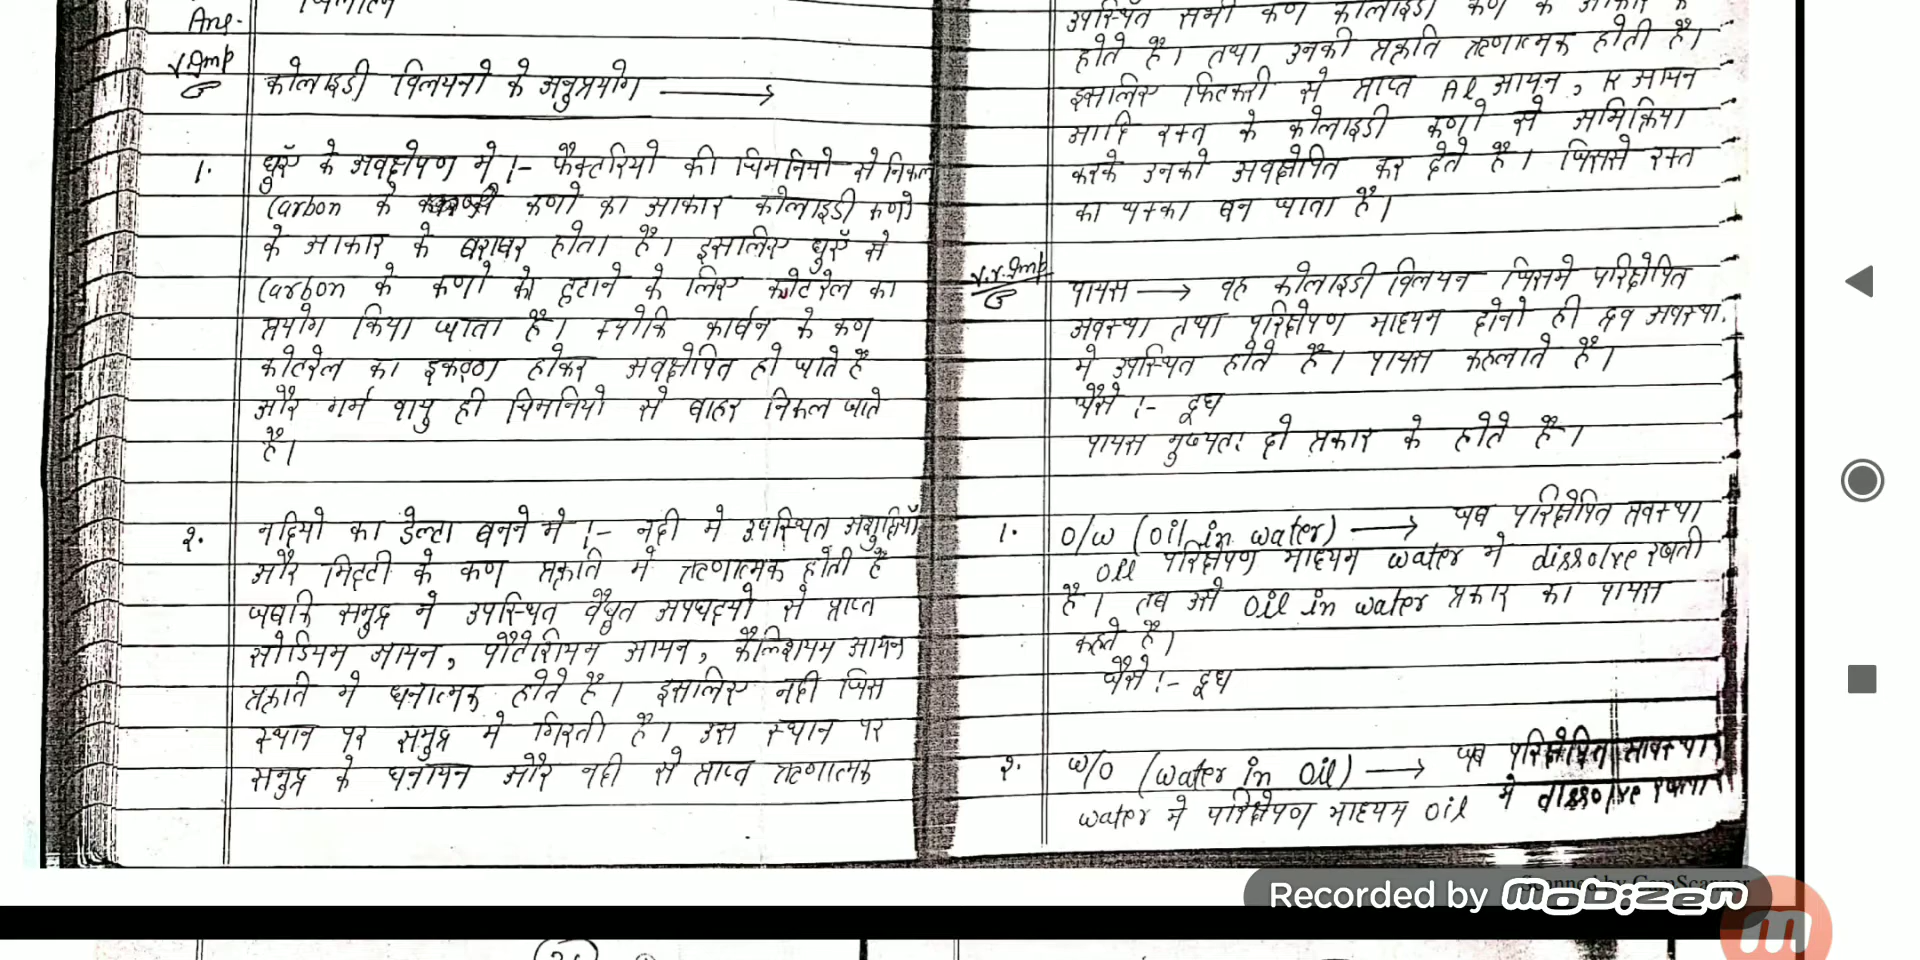 Ans-
V.Imp
कोलाइडी विलयनो के अनुप्रयोग →
1. धुएँ के अवक्षेपण मे :- फैक्टरियो की चिमनियो से निकले
Carbon के कणो का आकार कोलाइडी कणो
के आकार के बराबर होता है। इसलिए धुएँ से
Carbon के कणो को हटाने के लिए कोटरेल का
प्रयोग किया जाता है। क्योकि कार्बन के कण
कोटरेल का इकठ्ठा होकर अवक्षेपित हो जाते है
और गर्म वायु ही चिमनियो से बाहर निकल जाते
है।
2. नदियो का डेल्टा बनने मे :- नदी मे उपस्थित अशुद्धियाँ
और मिट्टी के कण प्रकृति मे ऋणात्मक होती है
जबकि समुद्र मे उपस्थित वैधुत अपघट्यो से प्राप्त
सोडियम आयन, पोटेशियम आयन, कैल्शियम आयन
प्रकृति मे धनात्मक होते है। इसलिए नदी जिस
स्थान पर समुद्र मे गिरती है। उस स्थान पर
समुद्र के धनायन और नदी से प्राप्त ऋणात्मक
उपस्थित सभी कण कोलाइडी कण के आकार के
होते है। तथा उनकी प्रकृति ऋणात्मक होती है।
इसलिए फिटकरी से प्राप्त Al आयन, K आयन
आदि रक्त के कोलाइडी कणो से अभिक्रिया
करके उनको अवक्षेपित कर देते है। जिससे रक्त
का थक्का बन जाता है।
V.V.Imp
पायस → वह कोलाइडी विलयन जिसमे परिक्षेपित
अवस्था तथा परिक्षेपण माध्यम दोनो ही द्रव अवस्था
मे उपस्थित होते है। पायस कहलाते है।
जैसे :- दूध
पायस मुख्यतः दो प्रकार के होते है।
1. O/W (Oil in water) → जब परिक्षेपित अवस्था
Oil परिक्षेपण माध्यम water मे dissolve रखती
है। तब उसे Oil in water प्रकार का पायस
कहते है।
जैसे :- दूध
2. W/O (Water in Oil) → जब परिक्षेपित अवस्था
water मे परिक्षेपण माध्यम Oil मे dissolve रखता
Recorded by mobizen